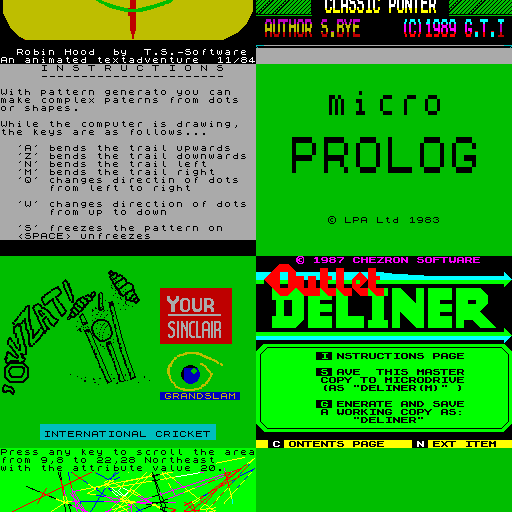 Robin Hood by T.S.-Software
An animated textadventure 11/84
INSTRUCTIONS
With pattern generato you can
make complex paterns from dots
or shapes.
While the computer is drawing,
the keys are as follows...
'A' bends the trail upwards
'Z' bends the trail downwards
'N' bends the trail left
'M' bends the trail right
'Q' changes directin of dots
from left to right
'W' changes direction of dots
from up to down
'S' freezes the pattern on
<SPACE> unfreezes
CLASSIC PUNTER
AUTHOR S.BYE (C)1989 G.T.I
micro
PROLOG
© LPA Ltd 1983
'OWZAT!
YOUR
SINCLAIR
GRANDSLAM
INTERNATIONAL CRICKET
Press any key to scroll the area
from 9,8 to 22,28 Northeast
with the attribute value 20.
© 1987 CHEZRON SOFTWARE
Outlet
DELINER
I NSTRUCTIONS PAGE
S AVE THIS MASTER
COPY TO MICRODRIVE
(AS "DELINER(M)" )
G ENERATE AND SAVE
A WORKING COPY AS:
"DELINER"
C ONTENTS PAGE N EXT ITEM